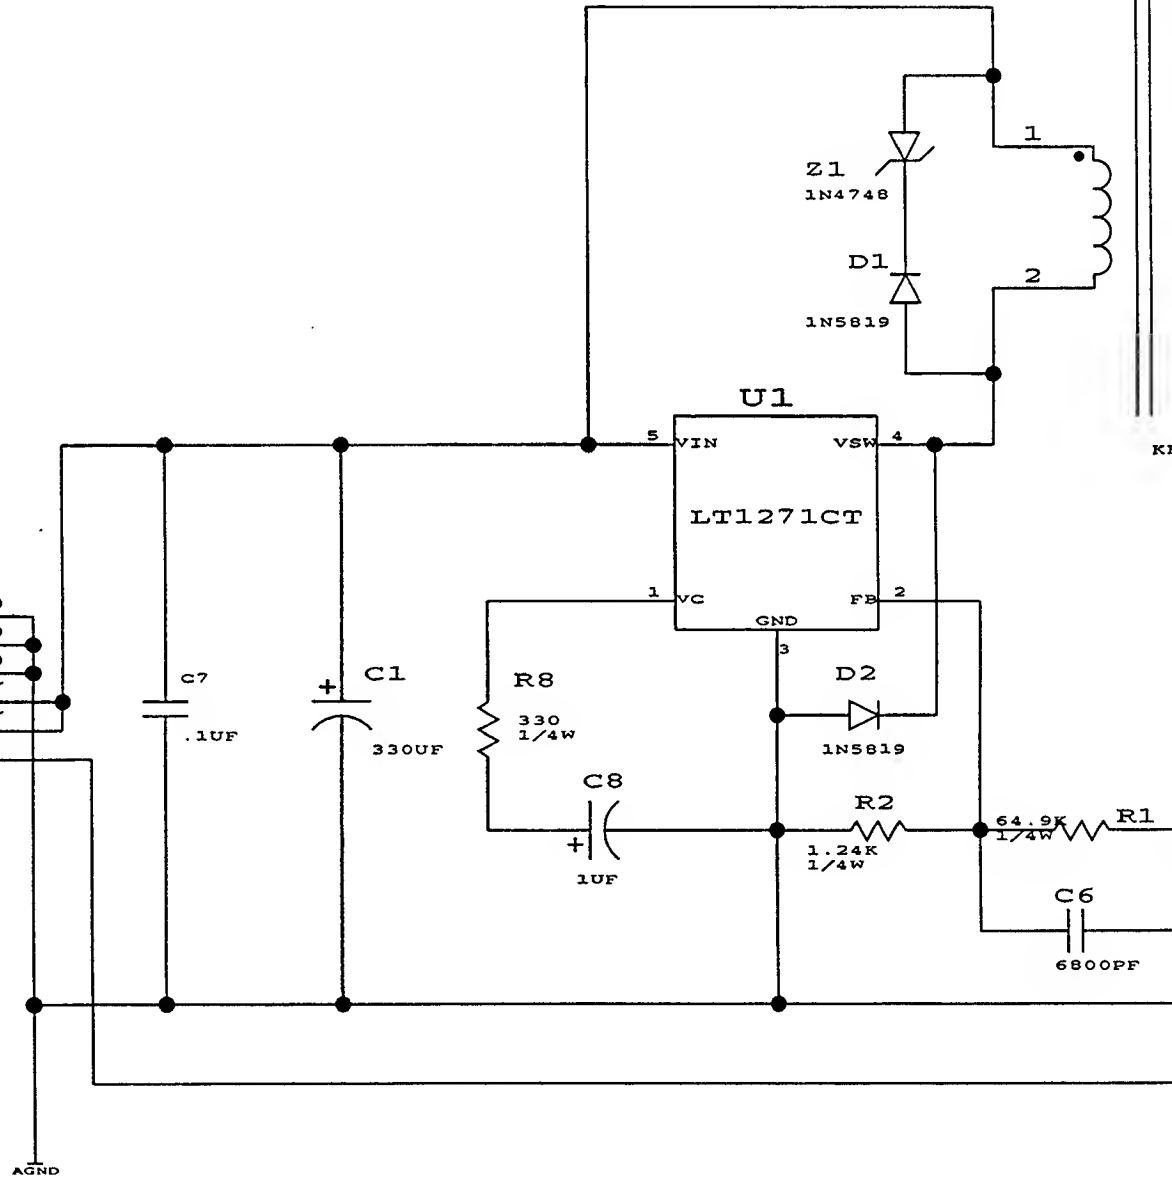 1
Z1
1N4748
D1
2
1N5819
U1
5
VIN
VSW
4
LT1271CT
1
VC
FB
2
GND
3
C7
.1UF
C1
+
330UF
R8
330
1/4W
D2
1N5819
C8
+
1UF
R2
1.24K
1/4W
64.9K
1/4W
R1
C6
6800PF
AGND